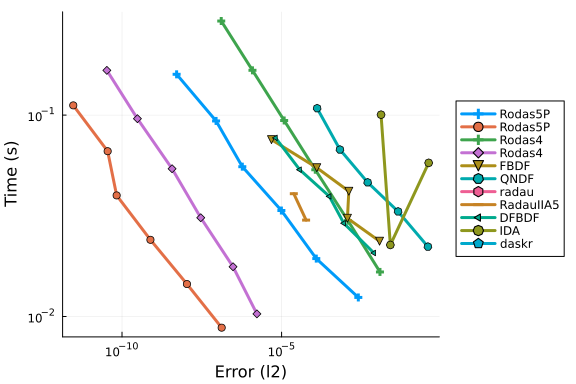 10⁻¹
10⁻²
Time (s)
10⁻¹⁰
10⁻⁵
Error (l2)
Rodas5P
Rodas5P
Rodas4
Rodas4
FBDF
QNDF
radau
RadauIIA5
DFBDF
IDA
daskr